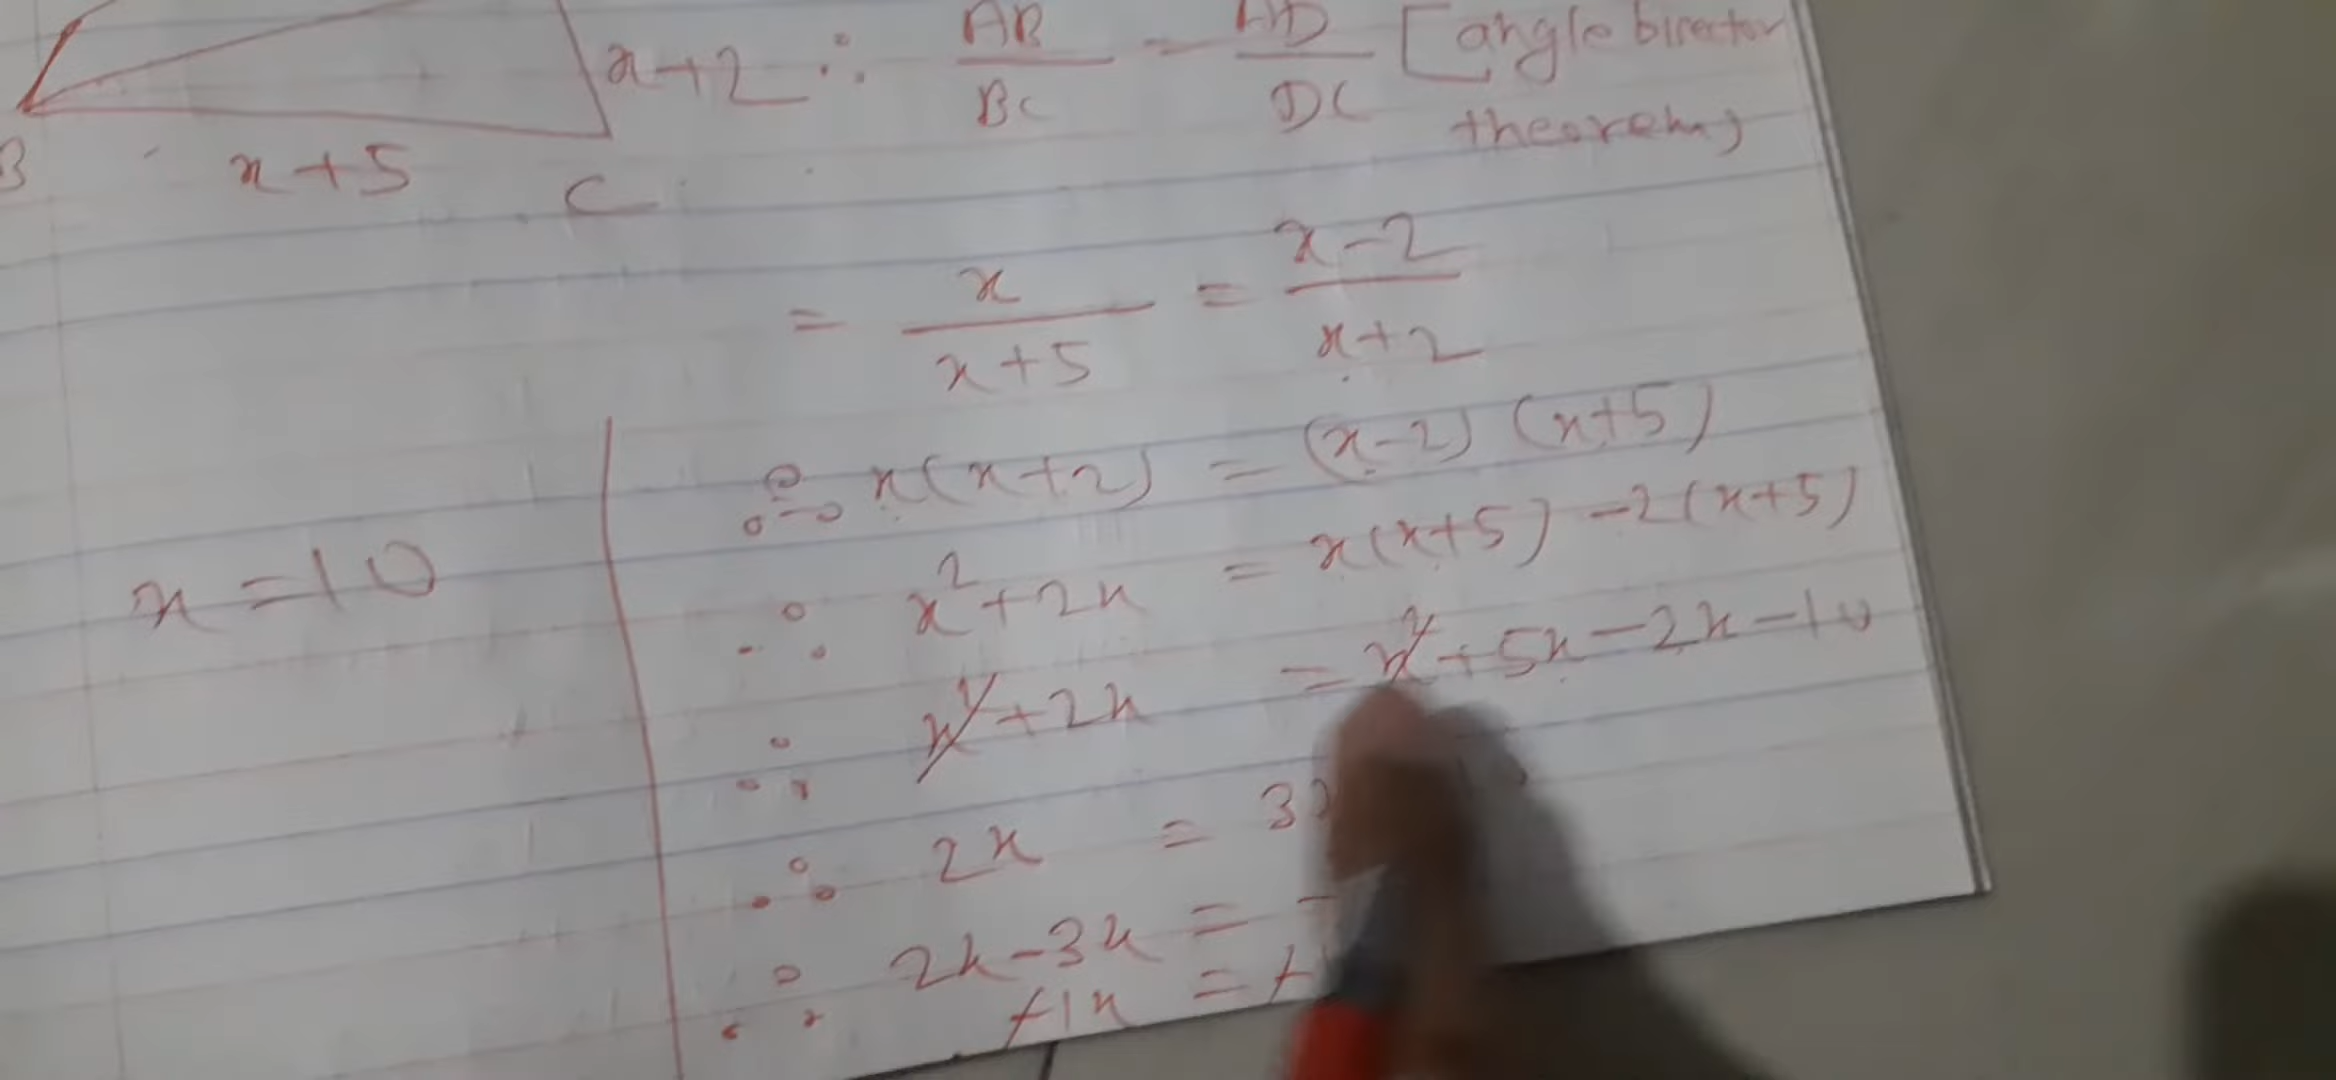 x+2 ∴ AB/BC = AD/DC [angle bisector
theorem]
B x+5 C
= x/x+5 = x-2/x+2
∴ x(x+2) = (x-2) (x+5)
∴ x²+2x = x(x+5) -2(x+5)
x = 10
∴ x²+2x = x²+5x-2x-10
∴ 2x = 3x
∴ 2x-3x = -
∴ +1x = +